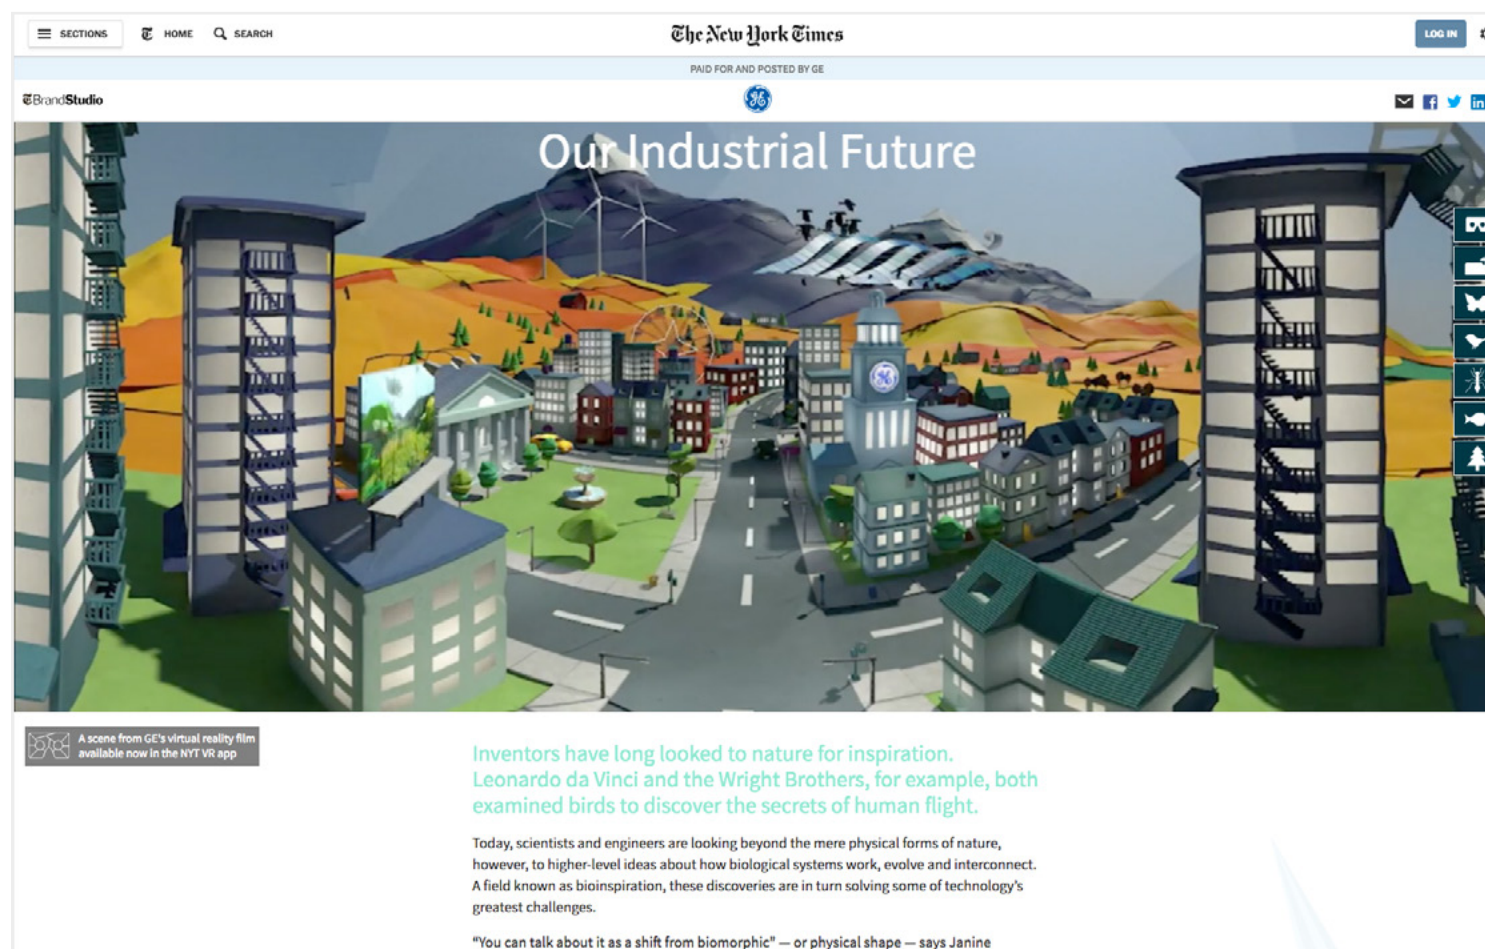 SECTIONS
HOME
SEARCH
The New York Times
LOG IN
PAID FOR AND POSTED BY GE
TBrandStudio
GE
Our Industrial Future
GE
A scene from GE's virtual reality film
available now in the NYT VR app
Inventors have long looked to nature for inspiration.
Leonardo da Vinci and the Wright Brothers, for example, both
examined birds to discover the secrets of human flight.
Today, scientists and engineers are looking beyond the mere physical forms of nature,
however, to higher-level ideas about how biological systems work, evolve and interconnect.
A field known as bioinspiration, these discoveries are in turn solving some of technology's
greatest challenges.
“You can talk about it as a shift from biomorphic” — or physical shape — says Janine